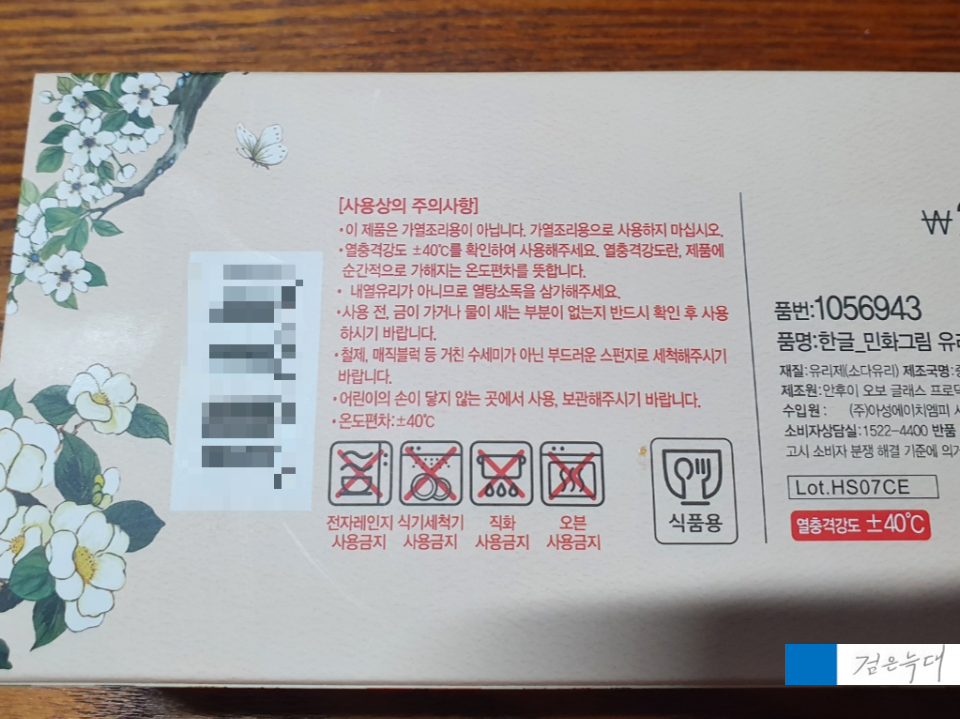 [사용상의 주의사항]
•이 제품은 가열조리용이 아닙니다. 가열조리용으로 사용하지 마십시오.
•열충격강도 ±40℃를 확인하여 사용해주세요. 열충격강도란, 제품에
순간적으로 가해지는 온도편차를 뜻합니다.
• 내열유리가 아니므로 열탕소독을 삼가해주세요.
•사용 전, 금이 가거나 물이 새는 부분이 없는지 반드시 확인 후 사용
하시기 바랍니다.
•철제, 매직블럭 등 거친 수세미가 아닌 부드러운 스펀지로 세척해주시기
바랍니다.
•어린이의 손이 닿지 않는 곳에서 사용, 보관해주시기 바랍니다.
•온도편차:±40℃
전자레인지 사용금지
식기세척기 사용금지
직화 사용금지
오븐 사용금지
식품용
₩
품번:1056943
품명:한글_민화그림
재질:유리제(소다유리) 제조국명:
제조원:안후이 오보 글래스
수입원: (주)아성에이치엠피
소비자상담실:1522-4400 반품
고시 소비자 분쟁 해결 기준에
Lot.HS07CE
열충격강도 ±40℃
검은늑대